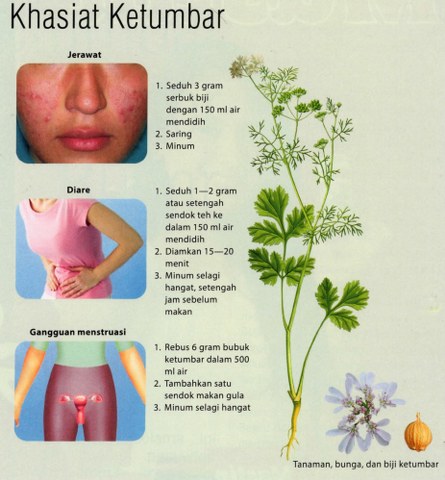 Khasiat Ketumbar
Jerawat
1. Seduh 3 gram
serbuk biji
dengan 150 ml air
mendidih
2. Saring
3. Minum
Diare
1. Seduh 1—2 gram
atau setengah
sendok teh ke
dalam 150 ml air
mendidih
2. Diamkan 15—20
menit
3. Minum selagi
hangat, setengah
jam sebelum
makan
Gangguan menstruasi
1. Rebus 6 gram bubuk
ketumbar dalam 500
ml air
2. Tambahkan satu
sendok makan gula
3. Minum selagi hangat
Tanaman, bunga, dan biji ketumbar